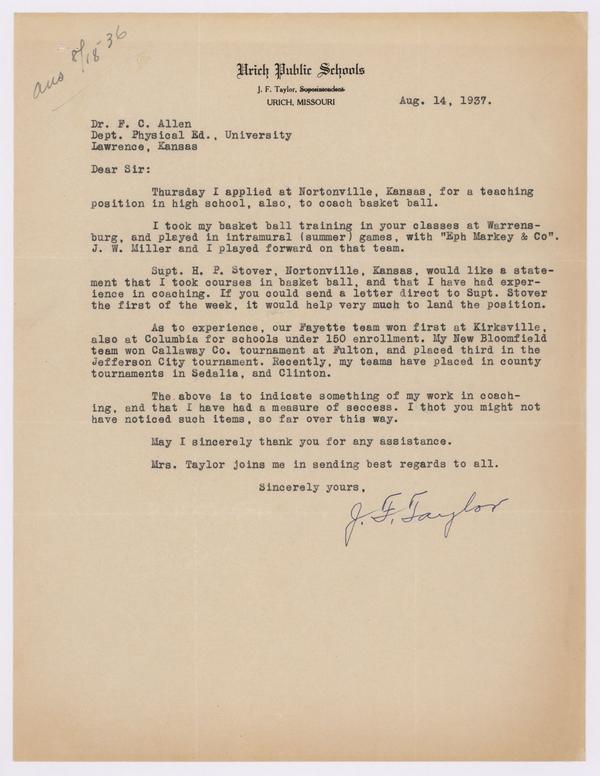 ans 8/18-36
Urich Public Schools
J. F. Taylor, Superintendent
URICH, MISSOURI
Aug. 14, 1937.
Dr. F. C. Allen
Dept. Physical Ed., University
Lawrence, Kansas
Dear Sir:
Thursday I applied at Nortonville, Kansas, for a teaching
position in high school, also, to coach basket ball.
I took my basket ball training in your classes at Warrens-
burg, and played in intramural (summer) games, with "Eph Markey & Co".
J. W. Miller and I played forward on that team.
Supt. H. P. Stover, Nortonville, Kansas, would like a state-
ment that I took courses in basket ball, and that I have had exper-
ience in coaching. If you could send a letter direct to Supt. Stover
the first of the week, it would help very much to land the position.
As to experience, our Fayette team won first at Kirksville,
also at Columbia for schools under 150 enrollment. My New Bloomfield
team won Callaway Co. tournament at Fulton, and placed third in the
Jefferson City tournament. Recently, my teams have placed in county
tournaments in Sedalia, and Clinton.
The above is to indicate something of my work in coach-
ing, and that I have had a measure of seccess. I thot you might not
have noticed such items, so far over this way.
May I sincerely thank you for any assistance.
Mrs. Taylor joins me in sending best regards to all.
Sincerely yours,
J. F. Taylor